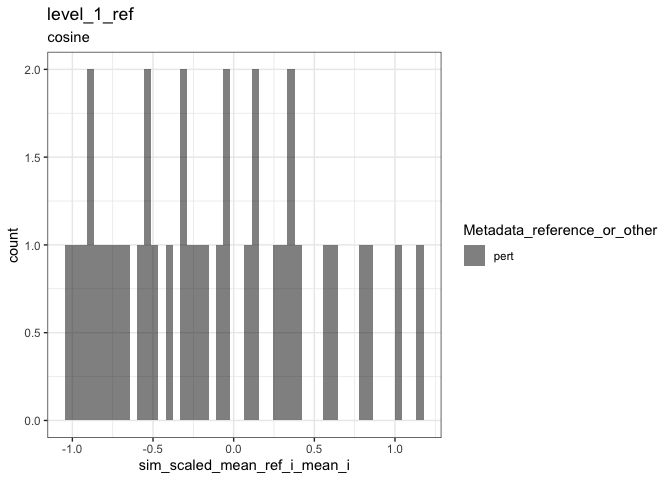 level_1_ref
cosine
2.0
1.5
1.0
0.5
0.0
count
-1.0
-0.5
0.0
0.5
1.0
sim_scaled_mean_ref_i_mean_i
Metadata_reference_or_other
pert